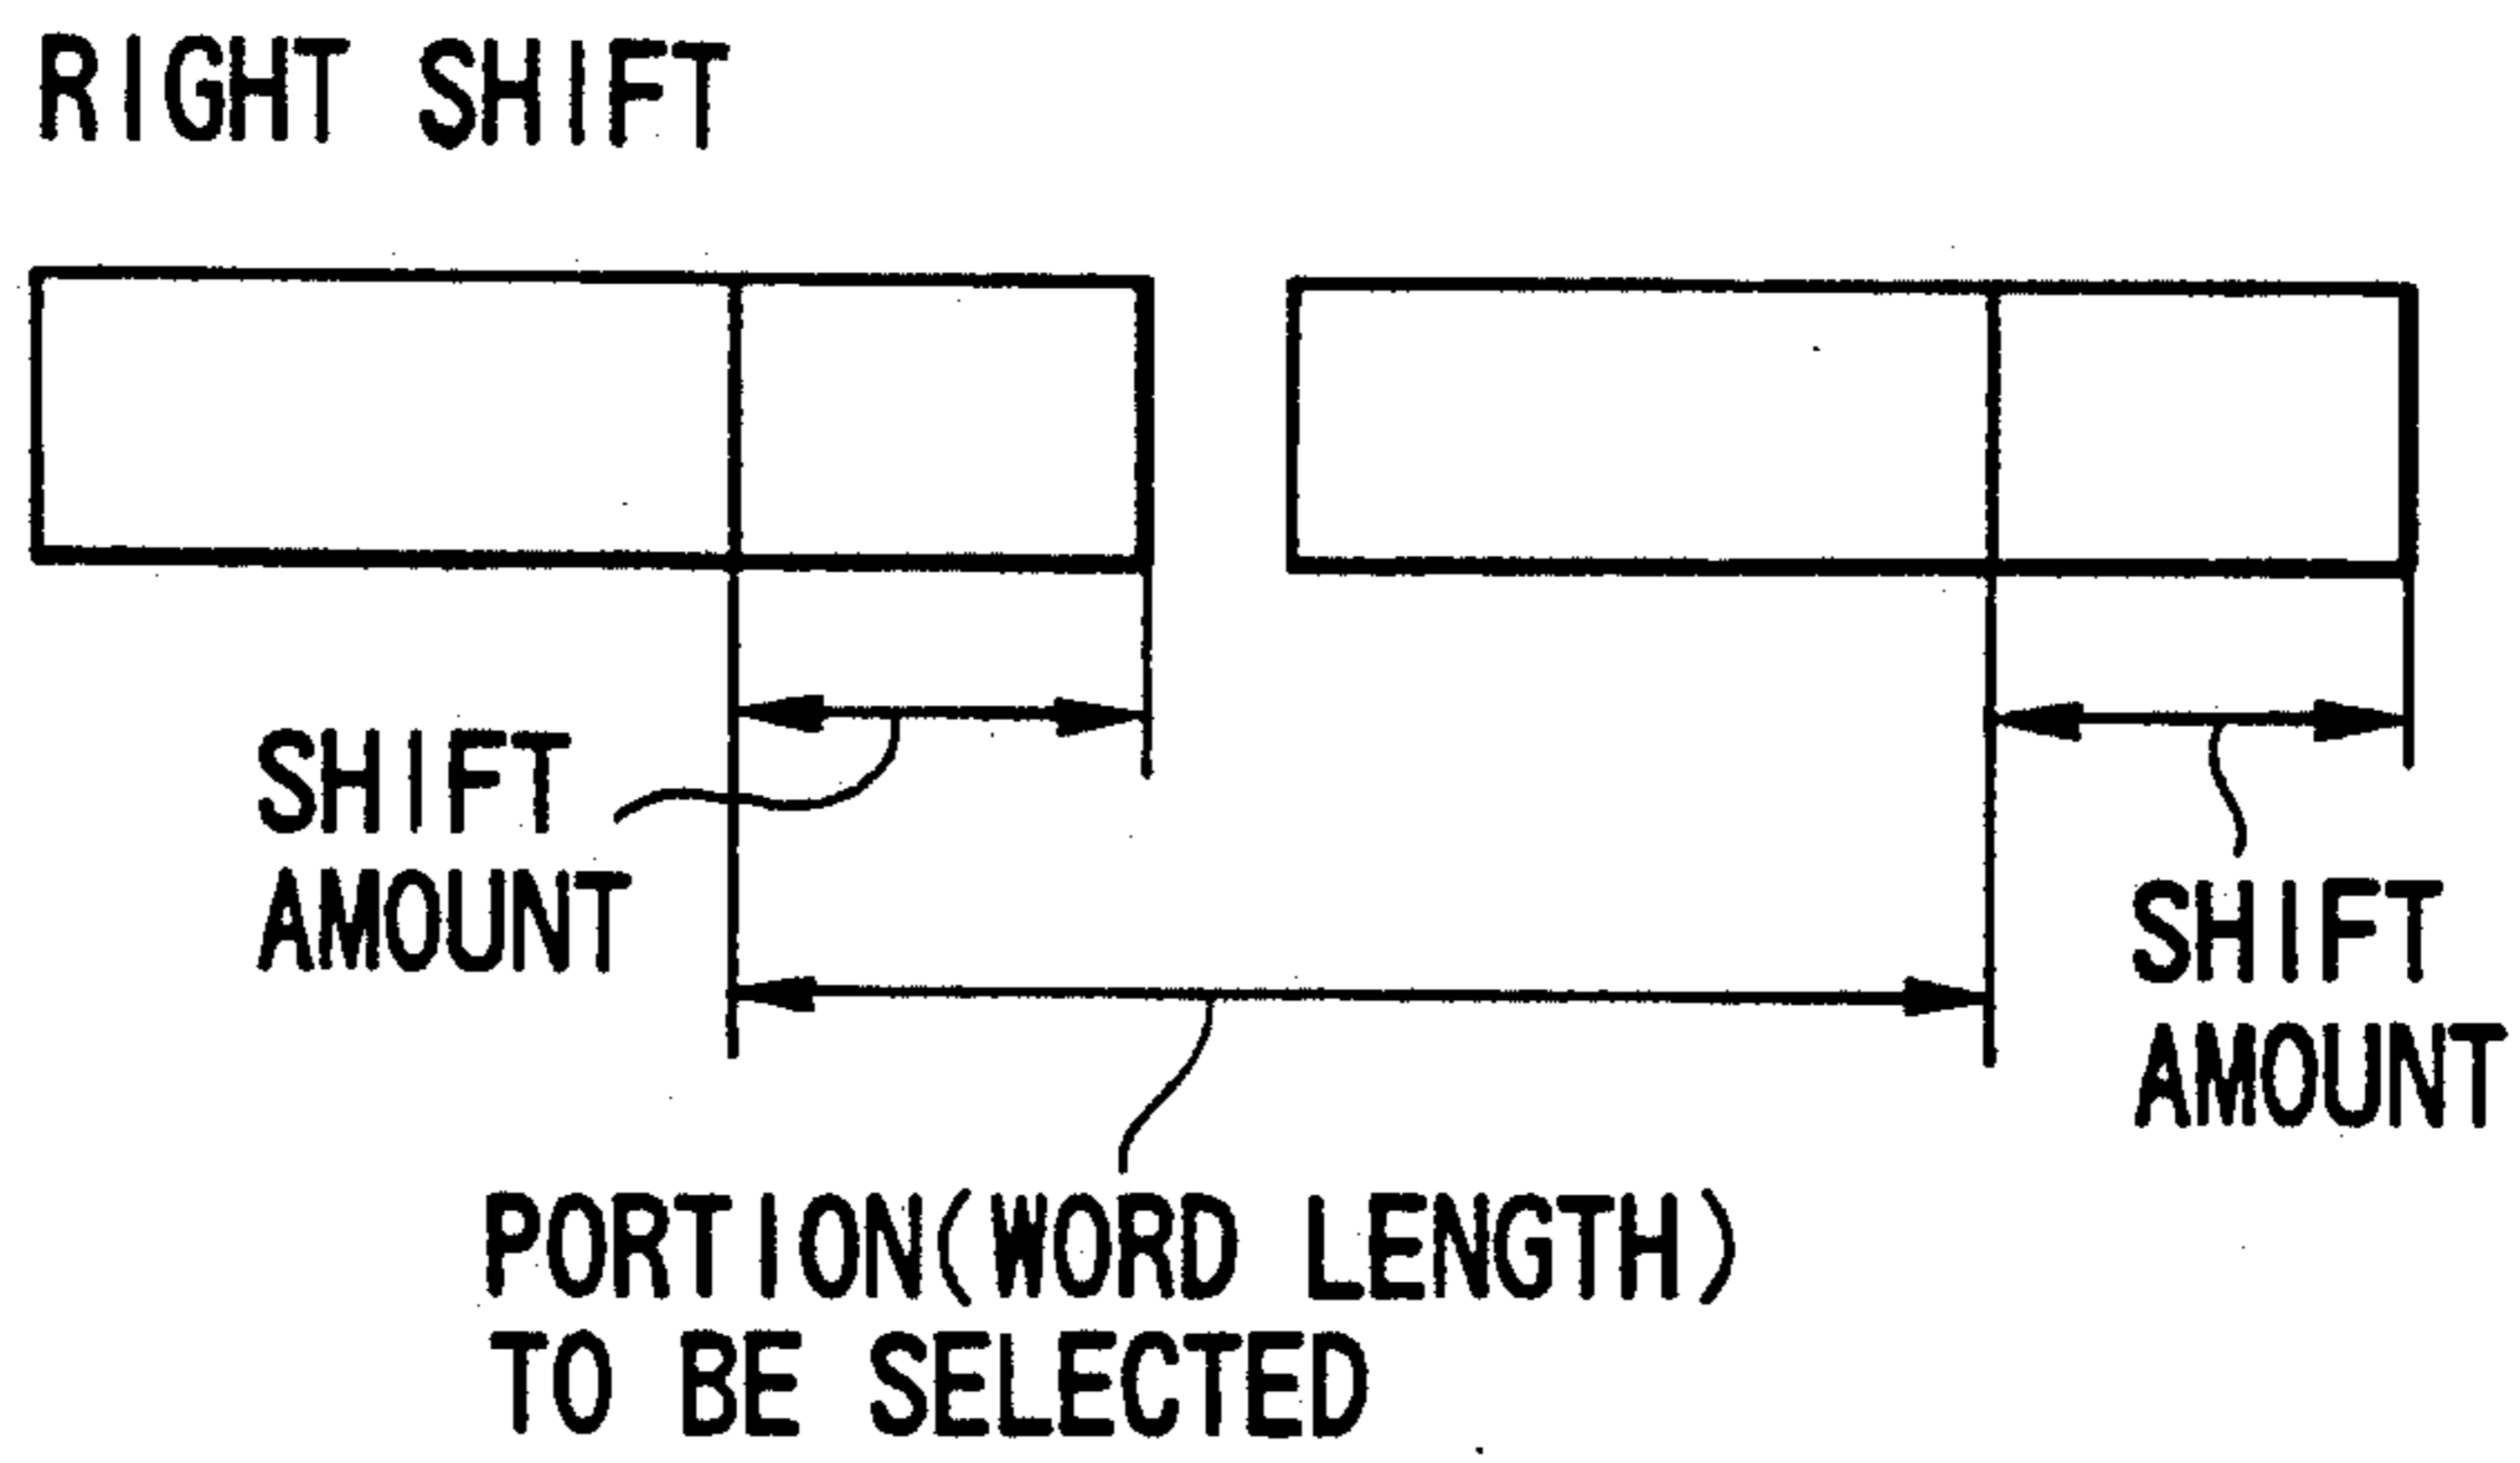 RIGHT SHIFT
SHIFT
AMOUNT
SHIFT
AMOUNT
PORTION(WORD LENGTH)
TO BE SELECTED